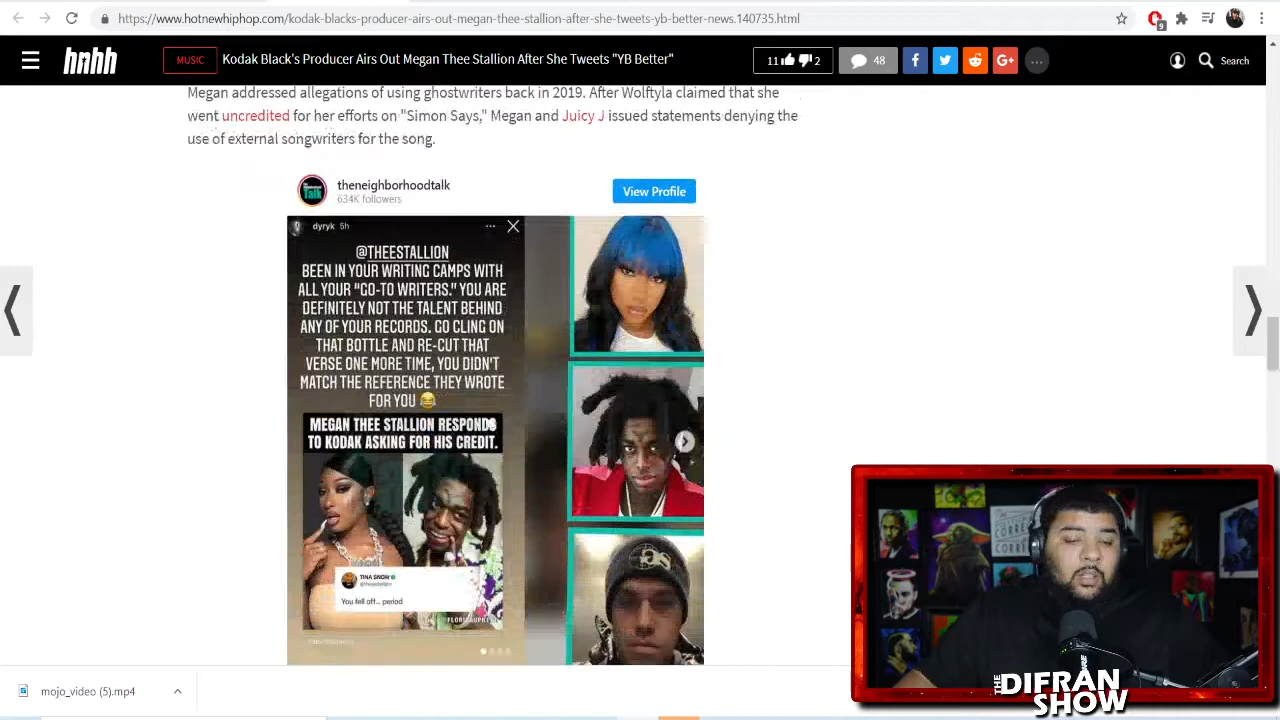 https://www.hotnewhiphop.com/kodak-blacks-producer-airs-out-megan-thee-stallion-after-she-tweets-yb-better-news.140735.html
9
hnhh
MUSIC
Kodak Black's Producer Airs Out Megan Thee Stallion After She Tweets "YB Better"
11 2
48
G+
...
Search
Megan addressed allegations of using ghostwriters back in 2019. After Wolftyla claimed that she
went uncredited for her efforts on "Simon Says," Megan and Juicy J issued statements denying the
use of external songwriters for the song.
theneighborhoodtalk
634K followers
View Profile
dyryk 5h
@THEESTALLION
BEEN IN YOUR WRITING CAMPS WITH
ALL YOUR "GO-TO WRITERS." YOU ARE
DEFINITELY NOT THE TALENT BEHIND
ANY OF YOUR RECORDS. GO CLING ON
THAT BOTTLE AND RE-CUT THAT
VERSE ONE MORE TIME, YOU DIDN'T
MATCH THE REFERENCE THEY WROTE
FOR YOU 😂
MEGAN THEE STALLION RESPONDS
TO KODAK ASKING FOR HIS CREDIT.
TINA SNOW
You fell off... period
mojo_video (5).mp4
THE
DIFRAN
SHOW